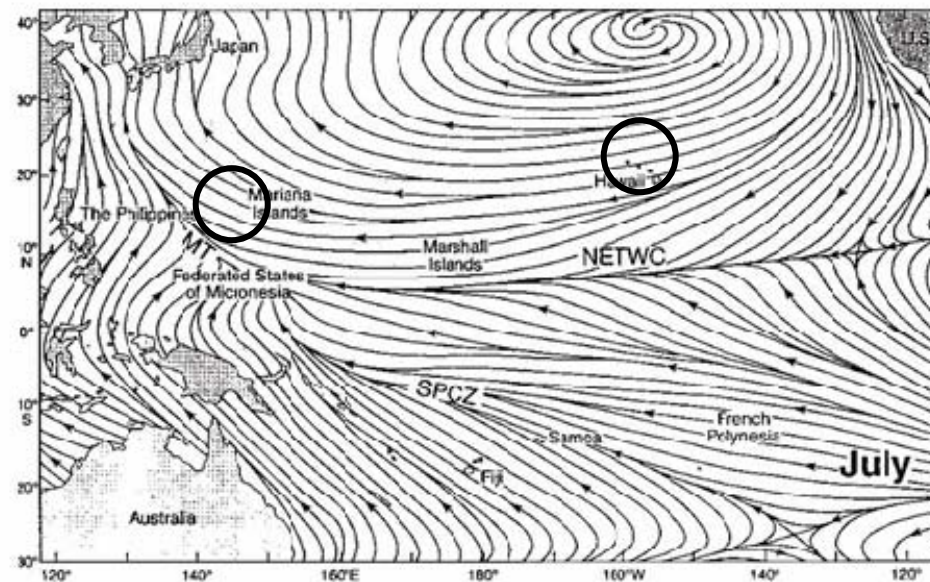 40°
Japan
U.S.
30°
20°
Hawaii
Mariana
Islands
The Philippines
MT
10°
N
Marshall
Islands
NETWC
Federated States
of Micronesia
0°
SPCZ
10°
S
French
Polynesia
Samoa
July
Fiji
20°
Australia
30°
120°
140°
160°E
180°
160°W
140°
120°